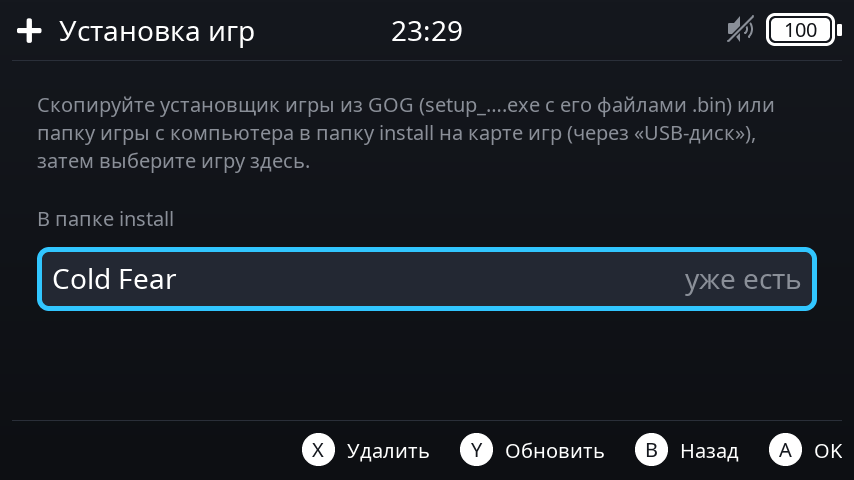 Установка игр
23:29
100
Скопируйте установщик игры из GOG (setup_....exe с его файлами .bin) или
папку игры с компьютера в папку install на карте игр (через «USB-диск»),
затем выберите игру здесь.
В папке install
Cold Fear
уже есть
X Удалить
Y Обновить
B Назад
A OK